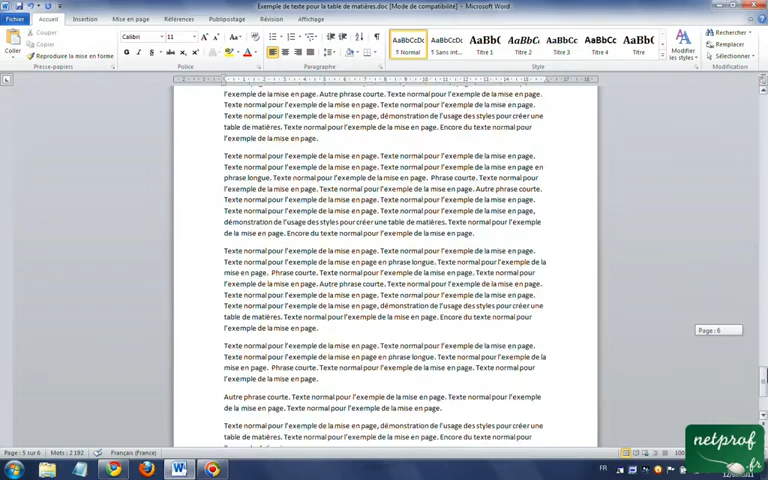 Exemple de texte pour la table de matières.doc [Mode de compatibilité] - Microsoft Word
Fichier Accueil Insertion Mise en page Références Publipostage Révision Affichage
Coller
Couper
Copier
Reproduire la mise en forme
Presse-papiers
Calibri 11
Police
Paragraphe
AaBbCcDc AaBbCcDc AaBbC AaBbCc AaBbCc AaBbCc AaBbC
¶ Normal ¶ Sans int... Titre 1 Titre 2 Titre 3 Titre 4 Titre
Style
Modifier les styles
Rechercher
Remplacer
Sélectionner
Modification
l'exemple de la mise en page. Autre phrase courte. Texte normal pour l'exemple de la mise en page.
Texte normal pour l'exemple de la mise en page. Texte normal pour l'exemple de la mise en page.
Texte normal pour l'exemple de la mise en page, démonstration de l'usage des styles pour créer une
table de matières. Texte normal pour l'exemple de la mise en page. Encore du texte normal pour
l'exemple de la mise en page.
Texte normal pour l'exemple de la mise en page. Texte normal pour l'exemple de la mise en page.
Texte normal pour l'exemple de la mise en page. Texte normal pour l'exemple de la mise en page en
phrase longue. Texte normal pour l'exemple de la mise en page. Phrase courte. Texte normal pour
l'exemple de la mise en page. Texte normal pour l'exemple de la mise en page. Autre phrase courte.
Texte normal pour l'exemple de la mise en page. Texte normal pour l'exemple de la mise en page.
Texte normal pour l'exemple de la mise en page. Texte normal pour l'exemple de la mise en page,
démonstration de l'usage des styles pour créer une table de matières. Texte normal pour l'exemple
de la mise en page. Encore du texte normal pour l'exemple de la mise en page.
Texte normal pour l'exemple de la mise en page. Texte normal pour l'exemple de la mise en page.
Texte normal pour l'exemple de la mise en page en phrase longue. Texte normal pour l'exemple de la
mise en page. Phrase courte. Texte normal pour l'exemple de la mise en page. Texte normal pour
l'exemple de la mise en page. Autre phrase courte. Texte normal pour l'exemple de la mise en page.
Texte normal pour l'exemple de la mise en page. Texte normal pour l'exemple de la mise en page.
Texte normal pour l'exemple de la mise en page, démonstration de l'usage des styles pour créer une
table de matières. Texte normal pour l'exemple de la mise en page. Encore du texte normal pour
l'exemple de la mise en page.
Texte normal pour l'exemple de la mise en page. Texte normal pour l'exemple de la mise en page.
Texte normal pour l'exemple de la mise en page en phrase longue. Texte normal pour l'exemple de la
mise en page. Phrase courte. Texte normal pour l'exemple de la mise en page. Texte normal pour
l'exemple de la mise en page.
Autre phrase courte. Texte normal pour l'exemple de la mise en page. Texte normal pour l'exemple
de la mise en page. Texte normal pour l'exemple de la mise en page.
Texte normal pour l'exemple de la mise en page, démonstration de l'usage des styles pour créer une
table de matières. Texte normal pour l'exemple de la mise en page. Encore du texte normal pour
Page : 6
Page : 5 sur 6 Mots : 2 192 Français (France)
FR
netprof
.fr